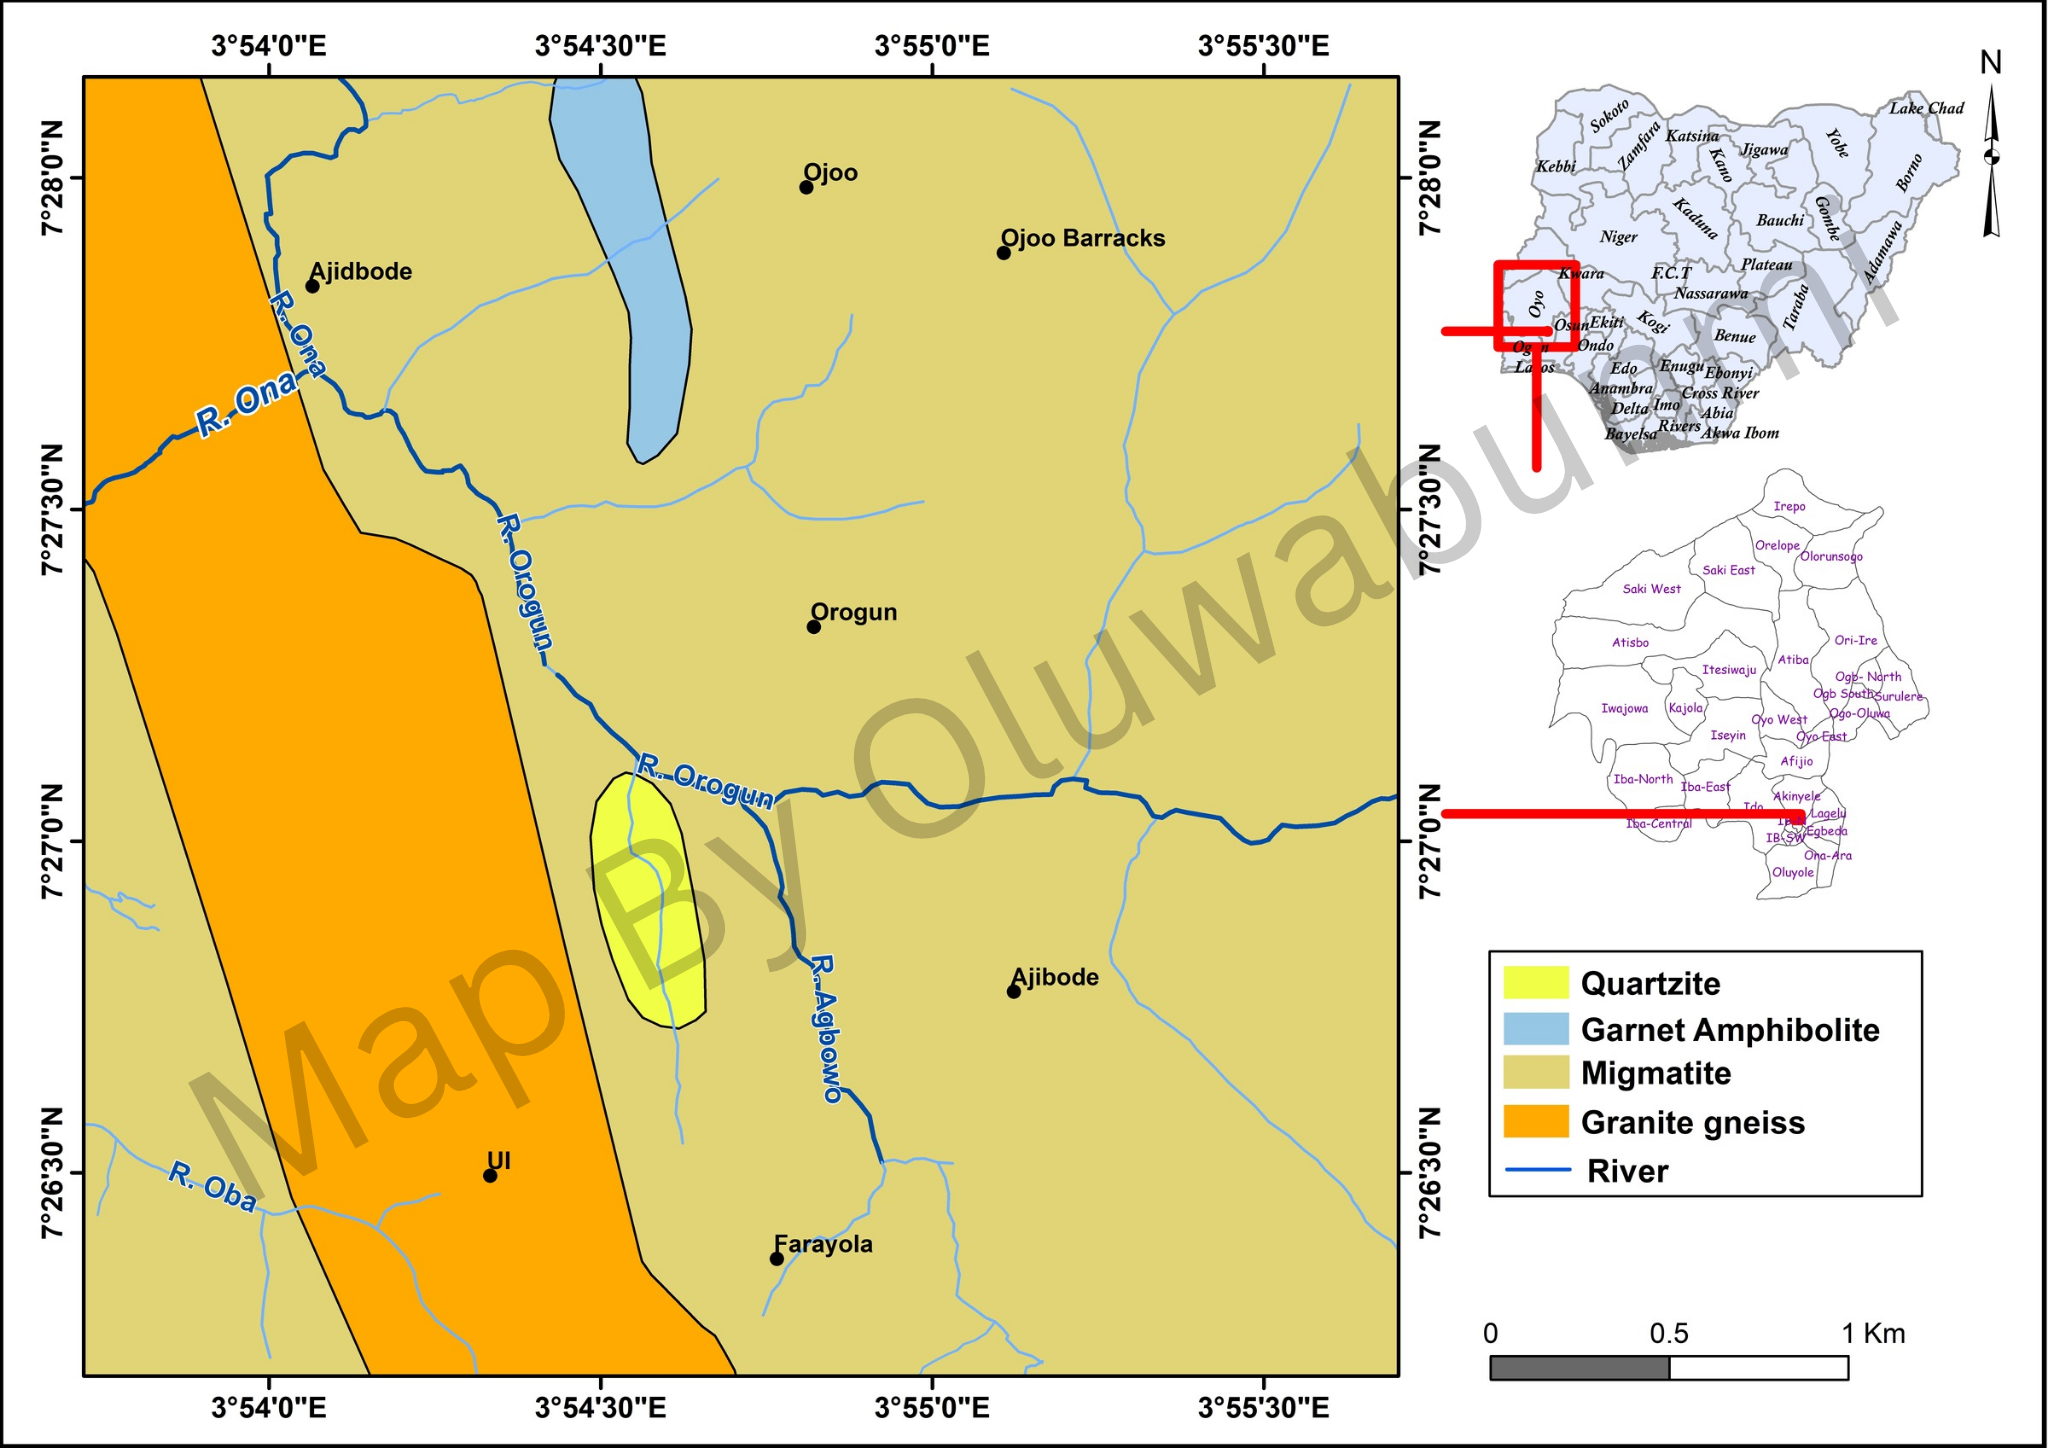 3°54'0"E
3°54'30"E
3°55'0"E
3°55'30"E
N
7°28'0"N
7°27'30"N
7°27'0"N
7°26'30"N
Ojoo
Ojoo Barracks
Ajidbode
R. Ona
R. Ona
R. Orogun
Orogun
R. Orogun
Ajibode
R. Agbowo
UI
R. Oba
Farayola
Map By Oluwabunmi
7°28'0"N
7°27'30"N
7°27'0"N
7°26'30"N
3°54'0"E
3°54'30"E
3°55'0"E
3°55'30"E
Lake Chad
Sokoto
Zamfara
Katsina
Kano
Jigawa
Yobe
Borno
Kebbi
Kaduna
Bauchi
Gombe
Adamawa
Niger
Kwara
F.C.T
Plateau
Nassarawa
Taraba
Oyo
Osun
Ekiti
Kogi
Benue
Ogun
Ondo
Lagos
Edo
Enugu
Ebonyi
Anambra
Cross River
Delta
Imo
Abia
Rivers
Bayelsa
Akwa Ibom
Irepo
Orelope
Olorunsogo
Saki East
Saki West
Atisbo
Ori-Ire
Atiba
Itesiwaju
Ogb- North
Ogb South
Surulere
Iwajowa
Kajola
Ogo-Oluwa
Oyo West
Iseyin
Oyo East
Afijio
Iba-North
Iba-East
Akinyele
Ido
Lagelu
Iba-Central
Egbeda
IB-SW
Ona-Ara
Oluyole
Quartzite
Garnet Amphibolite
Migmatite
Granite gneiss
River
0 0.5 1 Km